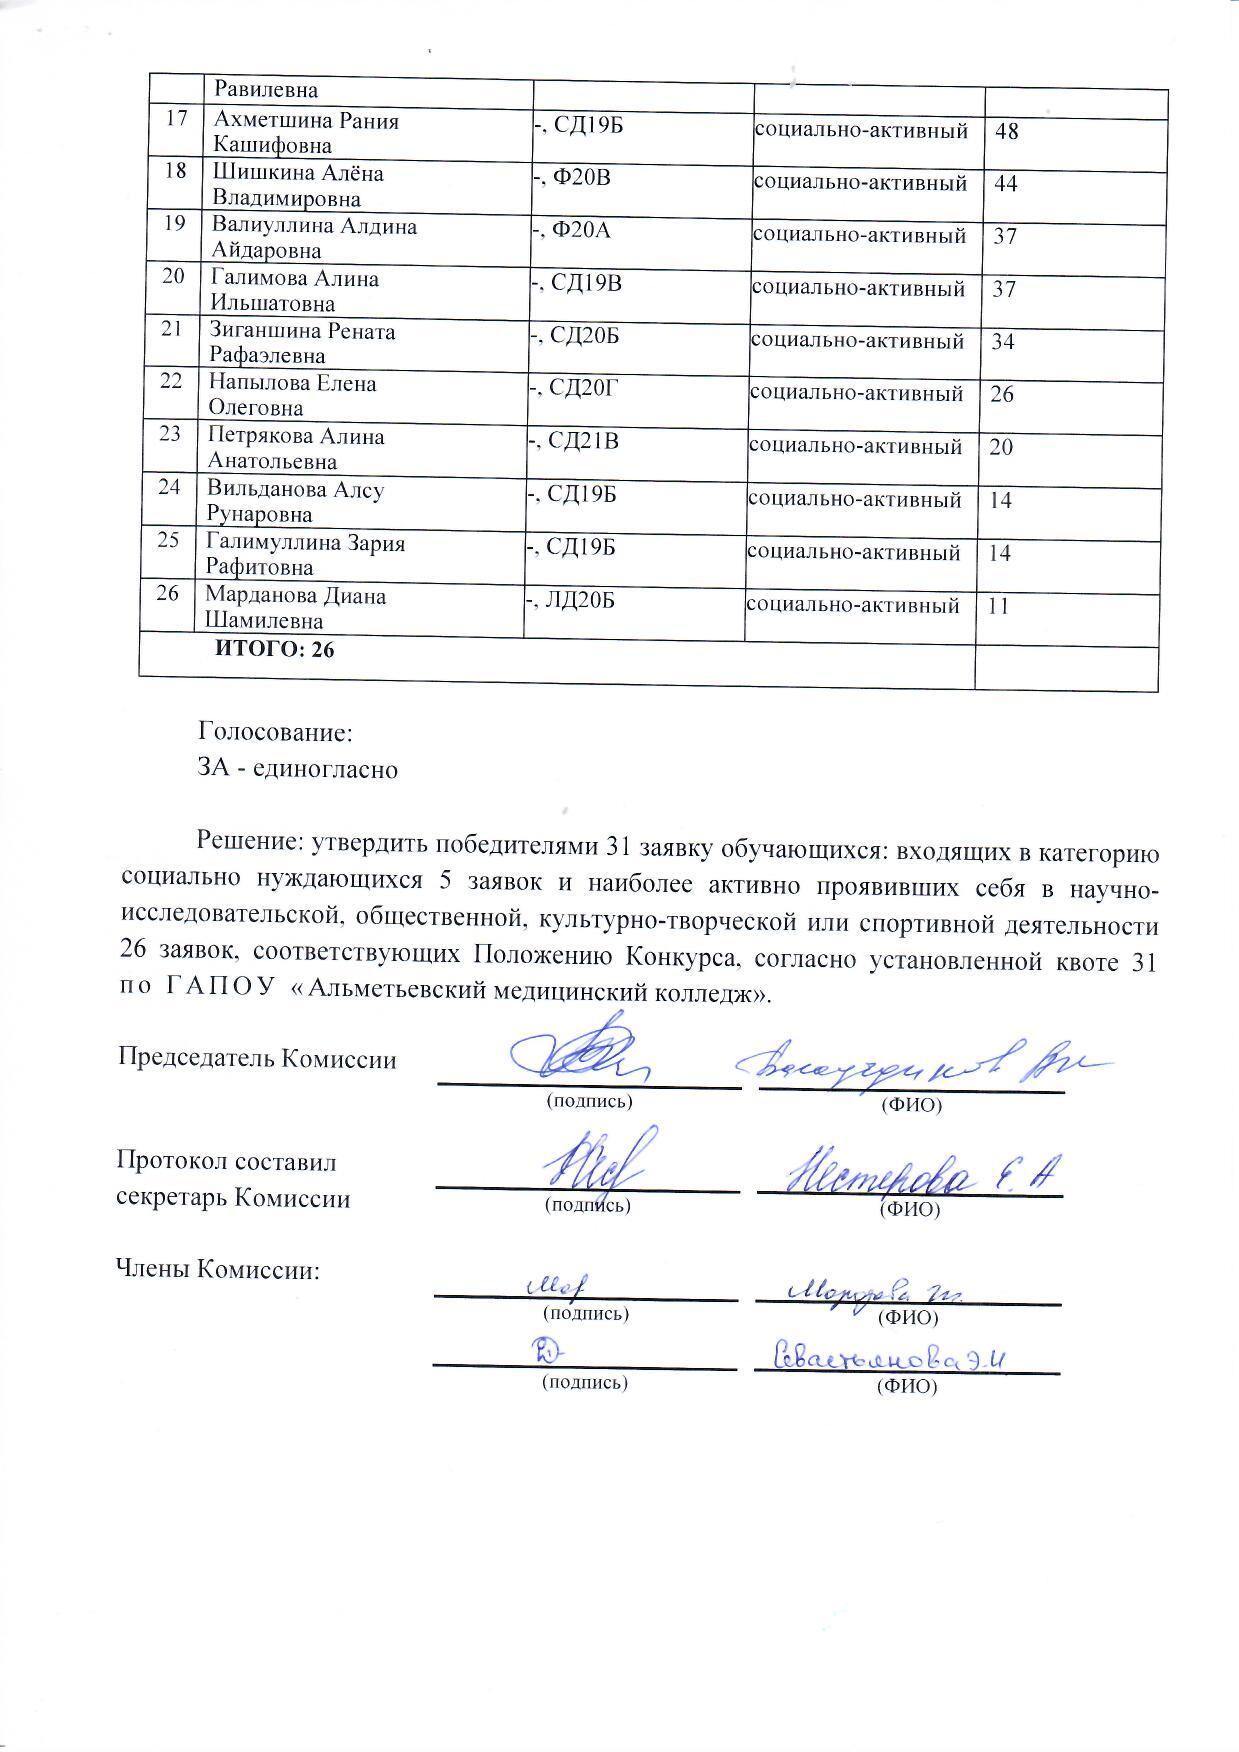 Равилевна
17 Ахметшина Рания -, СД19Б социально-активный 48
Кашифовна
18 Шишкина Алёна -, Ф20В социально-активный 44
Владимировна
19 Валиуллина Алдина -, Ф20А социально-активный 37
Айдаровна
20 Галимова Алина -, СД19В социально-активный 37
Ильшатовна
21 Зиганшина Рената -, СД20Б социально-активный 34
Рафаэлевна
22 Напылова Елена -, СД20Г социально-активный 26
Олеговна
23 Петрякова Алина -, СД21В социально-активный 20
Анатольевна
24 Вильданова Алсу -, СД19Б социально-активный 14
Рунаровна
25 Галимуллина Зария -, СД19Б социально-активный 14
Рафитовна
26 Марданова Диана -, ЛД20Б социально-активный 11
Шамилевна
ИТОГО: 26
Голосование:
ЗА - единогласно
Решение: утвердить победителями 31 заявку обучающихся: входящих в категорию
социально нуждающихся 5 заявок и наиболее активно проявивших себя в научно-
исследовательской, общественной, культурно-творческой или спортивной деятельности
26 заявок, соответствующих Положению Конкурса, согласно установленной квоте 31
по ГАПОУ «Альметьевский медицинский колледж».
Председатель Комиссии
(подпись) (ФИО)
Протокол составил Нестерова Е. А
секретарь Комиссии (подпись) (ФИО)
Члены Комиссии:
(подпись) (ФИО)
Севастьянова Э.И
(подпись) (ФИО)